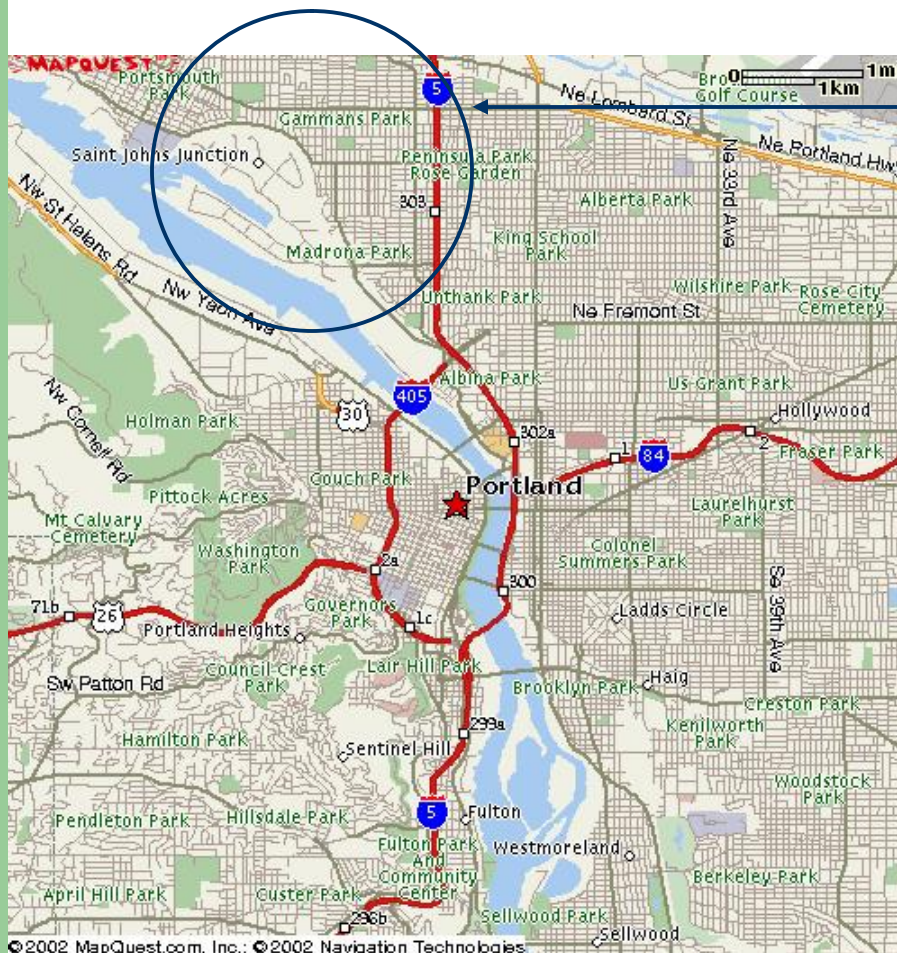 MAPQUEST
Portsmouth
Park
5
0
1m
1km
Golf Course
Ne Lombard St
Gammans Park
Ne Portland Hwy
Saint Johns Junction
Peninsula Park
Rose Garden
Ne 33rd Ave
Nw St Helens Rd
303
Alberta Park
King School
Park
Madrona Park
Nw Yeon Ave
Unthank Park
Wilshire Park
Rose City
Cemetery
Ne Fremont St
Albina Park
Us Grant Park
405
30
Hollywood
Holman Park
302a
1
84
2
Fraser Park
Nw Cornell Rd
Couch Park
Portland
Pittock Acres
Laurelhurst
Park
Mt Calvary
Cemetery
Washington
Park
Colonel
Summers Park
2a
300
Se 39th Ave
71b
26
Governors
Park
1c
Ladds Circle
Portland Heights
Lair Hill Park
Council Crest
Park
Sw Patton Rd
Brooklyn Park
Haig
Creston Park
299a
Kenilworth
Park
Hamilton Park
Sentinel Hill
Woodstock
Park
5
Fulton
Pendleton Park
Hillsdale Park
Fulton Park
And
Community
Center
Westmoreland
April Hill Park
Custer Park
Berkeley Park
296b
Sellwood Park
Sellwood
©2002 MapQuest.com, Inc.; ©2002 Navigation Technologies